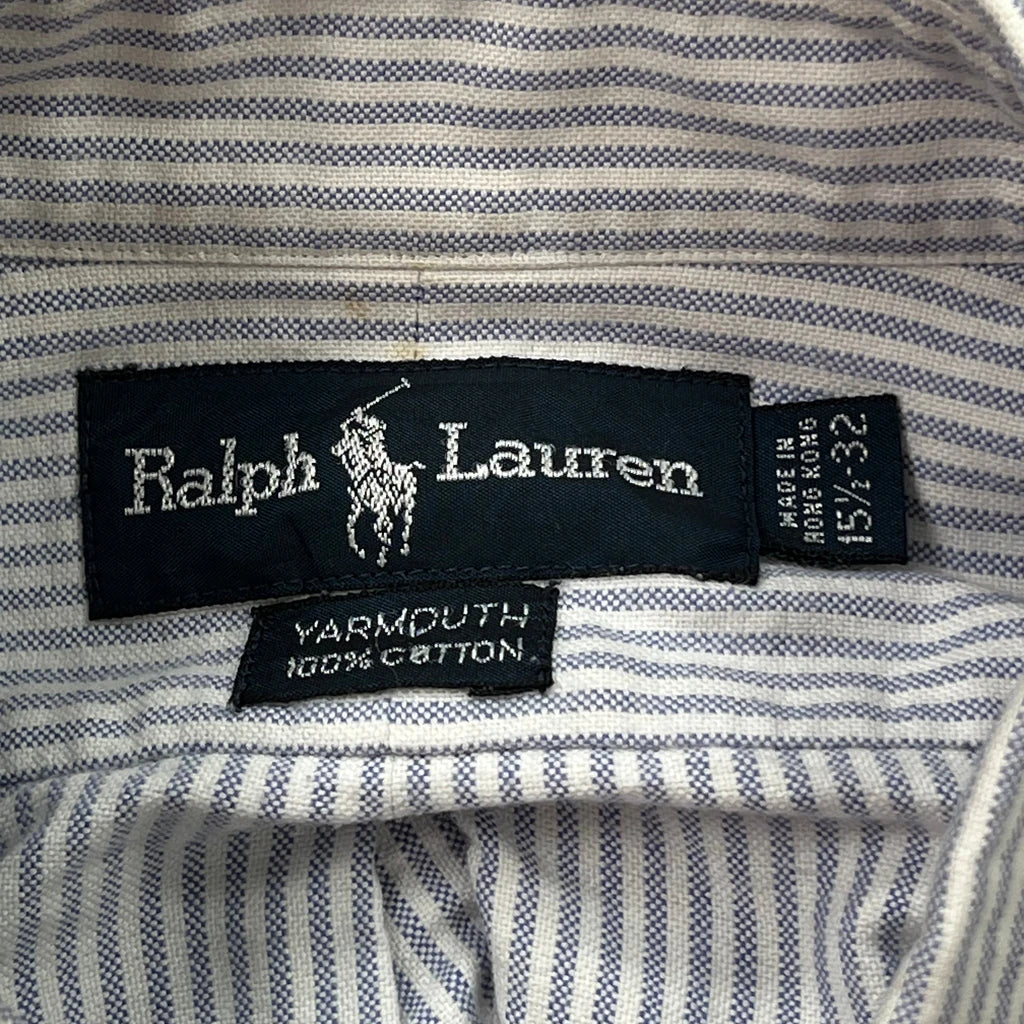 Ralph Lauren
MADE IN
HONG KONG
15½-32
YARMOUTH
100% COTTON